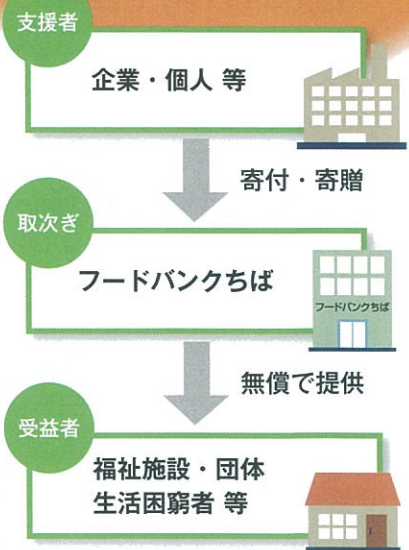 支援者
企業・個人 等
寄付・寄贈
取次ぎ
フードバンクちば
フードバンクちば
無償で提供
受益者
福祉施設・団体
生活困窮者 等